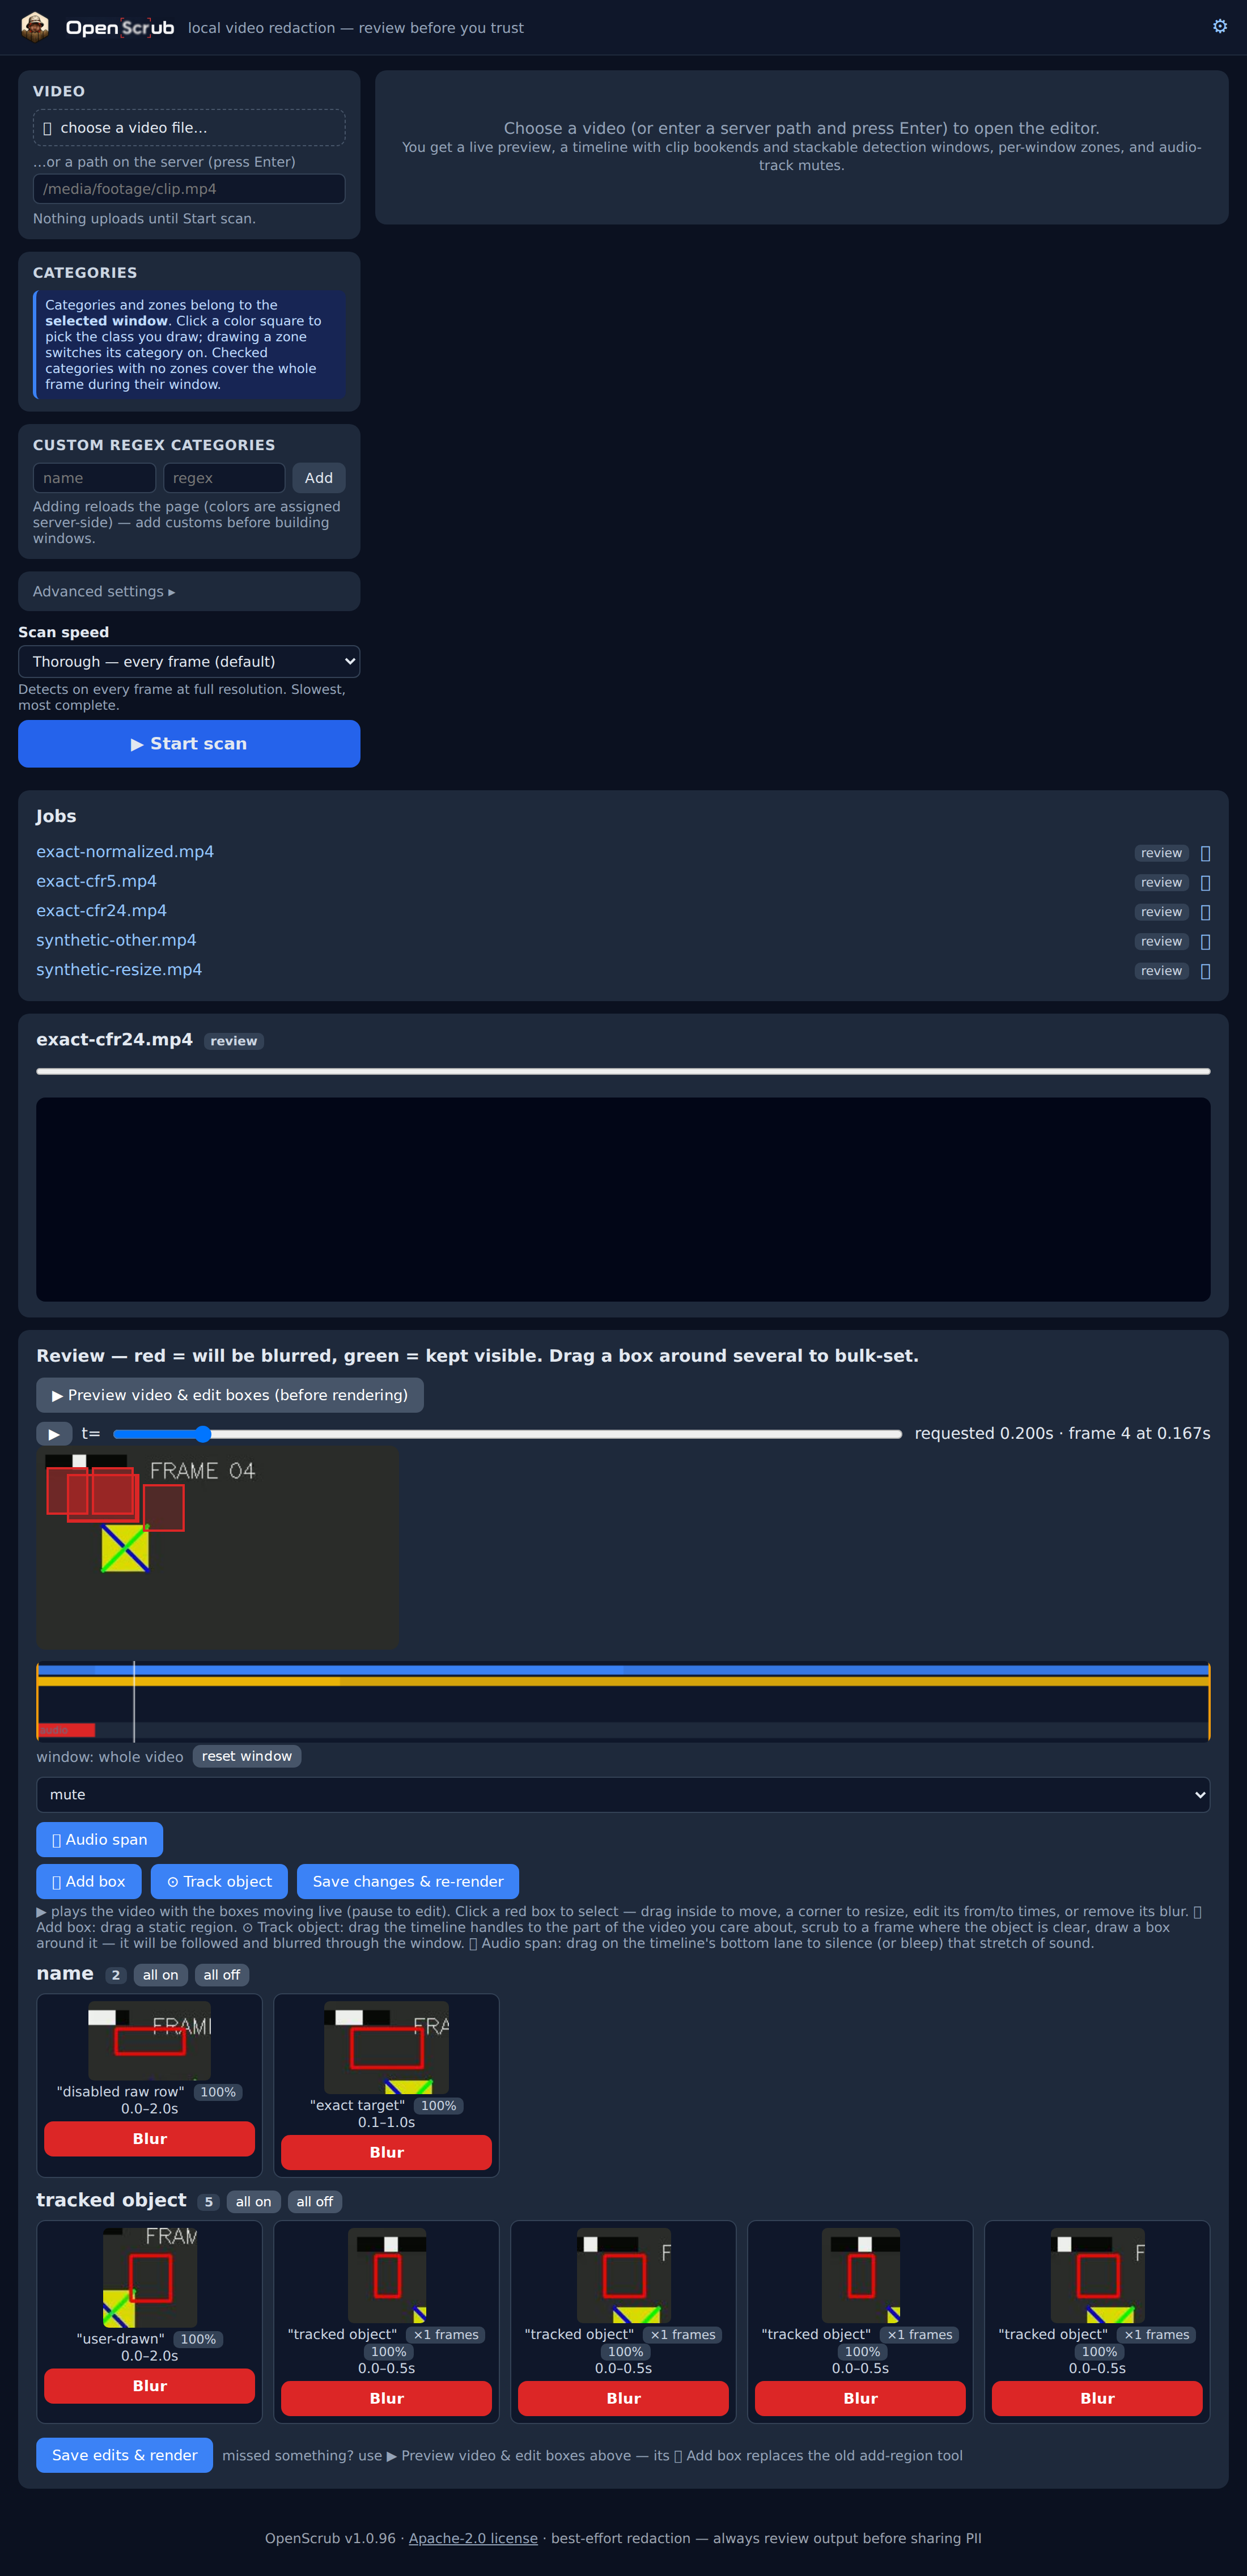 OpenScrub local video redaction — review before you trust
VIDEO
choose a video file...
...or a path on the server (press Enter)
/media/footage/clip.mp4
Nothing uploads until Start scan.
Choose a video (or enter a server path and press Enter) to open the editor.
You get a live preview, a timeline with clip bookends and stackable detection windows, per-window zones, and audio-
track mutes.
CATEGORIES
Categories and zones belong to the
selected window. Click a color square to
pick the class you draw; drawing a zone
switches its category on. Checked
categories with no zones cover the whole
frame during their window.
CUSTOM REGEX CATEGORIES
name regex Add
Adding reloads the page (colors are assigned
server-side) — add customs before building
windows.
Advanced settings ▸
Scan speed
Thorough — every frame (default)
Detects on every frame at full resolution. Slowest,
most complete.
▶ Start scan
Jobs
exact-normalized.mp4 review
exact-cfr5.mp4 review
exact-cfr24.mp4 review
synthetic-other.mp4 review
synthetic-resize.mp4 review
exact-cfr24.mp4 review
Review — red = will be blurred, green = kept visible. Drag a box around several to bulk-set.
▶ Preview video & edit boxes (before rendering)
▶ t= requested 0.200s · frame 4 at 0.167s
FRAME 04
audio
window: whole video reset window
mute
Audio span
Add box ⊙ Track object Save changes & re-render
▶ plays the video with the boxes moving live (pause to edit). Click a red box to select — drag inside to move, a corner to resize, edit its from/to times, or remove its blur.
Add box: drag a static region. ⊙ Track object: drag the timeline handles to the part of the video you care about, scrub to a frame where the object is clear, draw a box
around it — it will be followed and blurred through the window. Audio span: drag on the timeline's bottom lane to silence (or bleep) that stretch of sound.
name 2 all on all off
FRAM
"disabled raw row" 100%
0.0–2.0s
Blur
FRA
"exact target" 100%
0.1–1.0s
Blur
tracked object 5 all on all off
FRAM
"user-drawn" 100%
0.0–2.0s
Blur
"tracked object" ×1 frames
100%
0.0–0.5s
Blur
F
"tracked object" ×1 frames
100%
0.0–0.5s
Blur
"tracked object" ×1 frames
100%
0.0–0.5s
Blur
F
"tracked object" ×1 frames
100%
0.0–0.5s
Blur
Save edits & render missed something? use ▶ Preview video & edit boxes above — its Add box replaces the old add-region tool
OpenScrub v1.0.96 · Apache-2.0 license · best-effort redaction — always review output before sharing PII